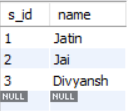 s_id name
1 Jatin
2 Jai
3 Divyansh
NULL NULL